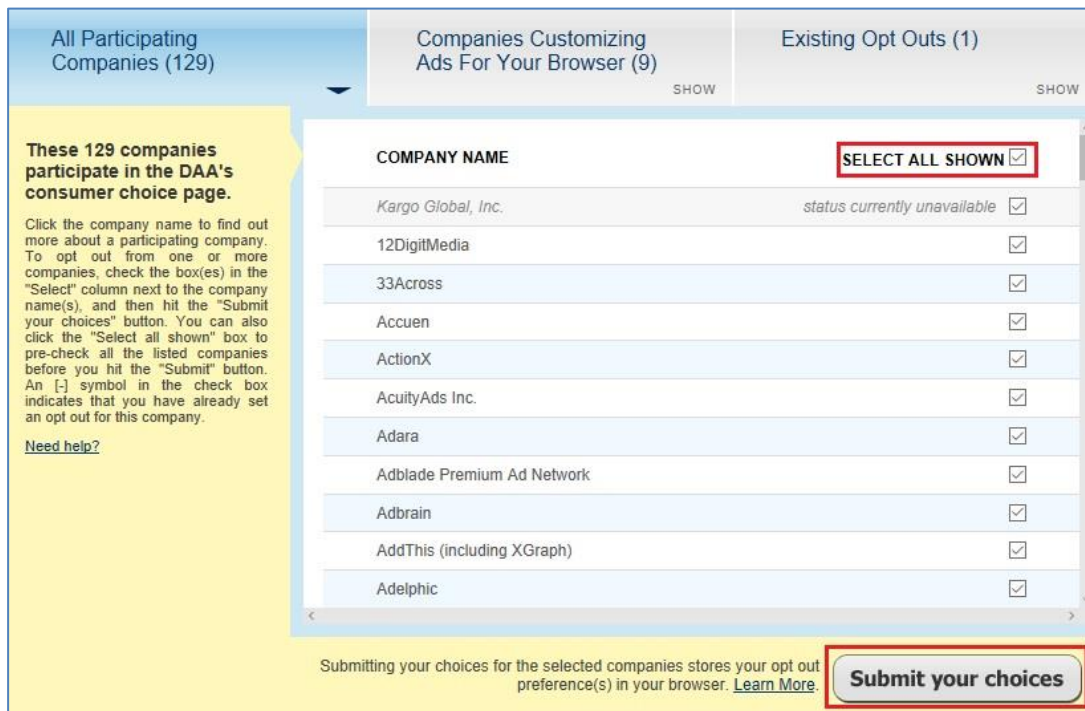 All Participating
Companies (129)
Companies Customizing
Ads For Your Browser (9)
SHOW
Existing Opt Outs (1)
SHOW
These 129 companies
participate in the DAA's
consumer choice page.
Click the company name to find out
more about a participating company.
To opt out from one or more
companies, check the box(es) in the
"Select" column next to the company
name(s), and then hit the "Submit
your choices" button. You can also
click the "Select all shown" box to
pre-check all the listed companies
before you hit the "Submit" button.
An [-] symbol in the check box
indicates that you have already set
an opt out for this company.
Need help?
COMPANY NAME SELECT ALL SHOWN
Kargo Global, Inc. status currently unavailable
12DigitMedia
33Across
Accuen
ActionX
AcuityAds Inc.
Adara
Adblade Premium Ad Network
Adbrain
AddThis (including XGraph)
Adelphic
Submitting your choices for the selected companies stores your opt out
preference(s) in your browser. Learn More.
Submit your choices